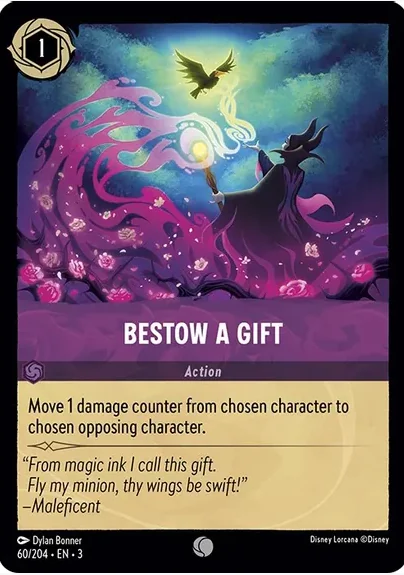 1
BESTOW A GIFT
Action
Move 1 damage counter from chosen character to
chosen opposing character.
“From magic ink I call this gift.
Fly my minion, thy wings be swift!”
–Maleficent
Dylan Bonner
Disney Lorcana ©Disney
60/204 • EN • 3